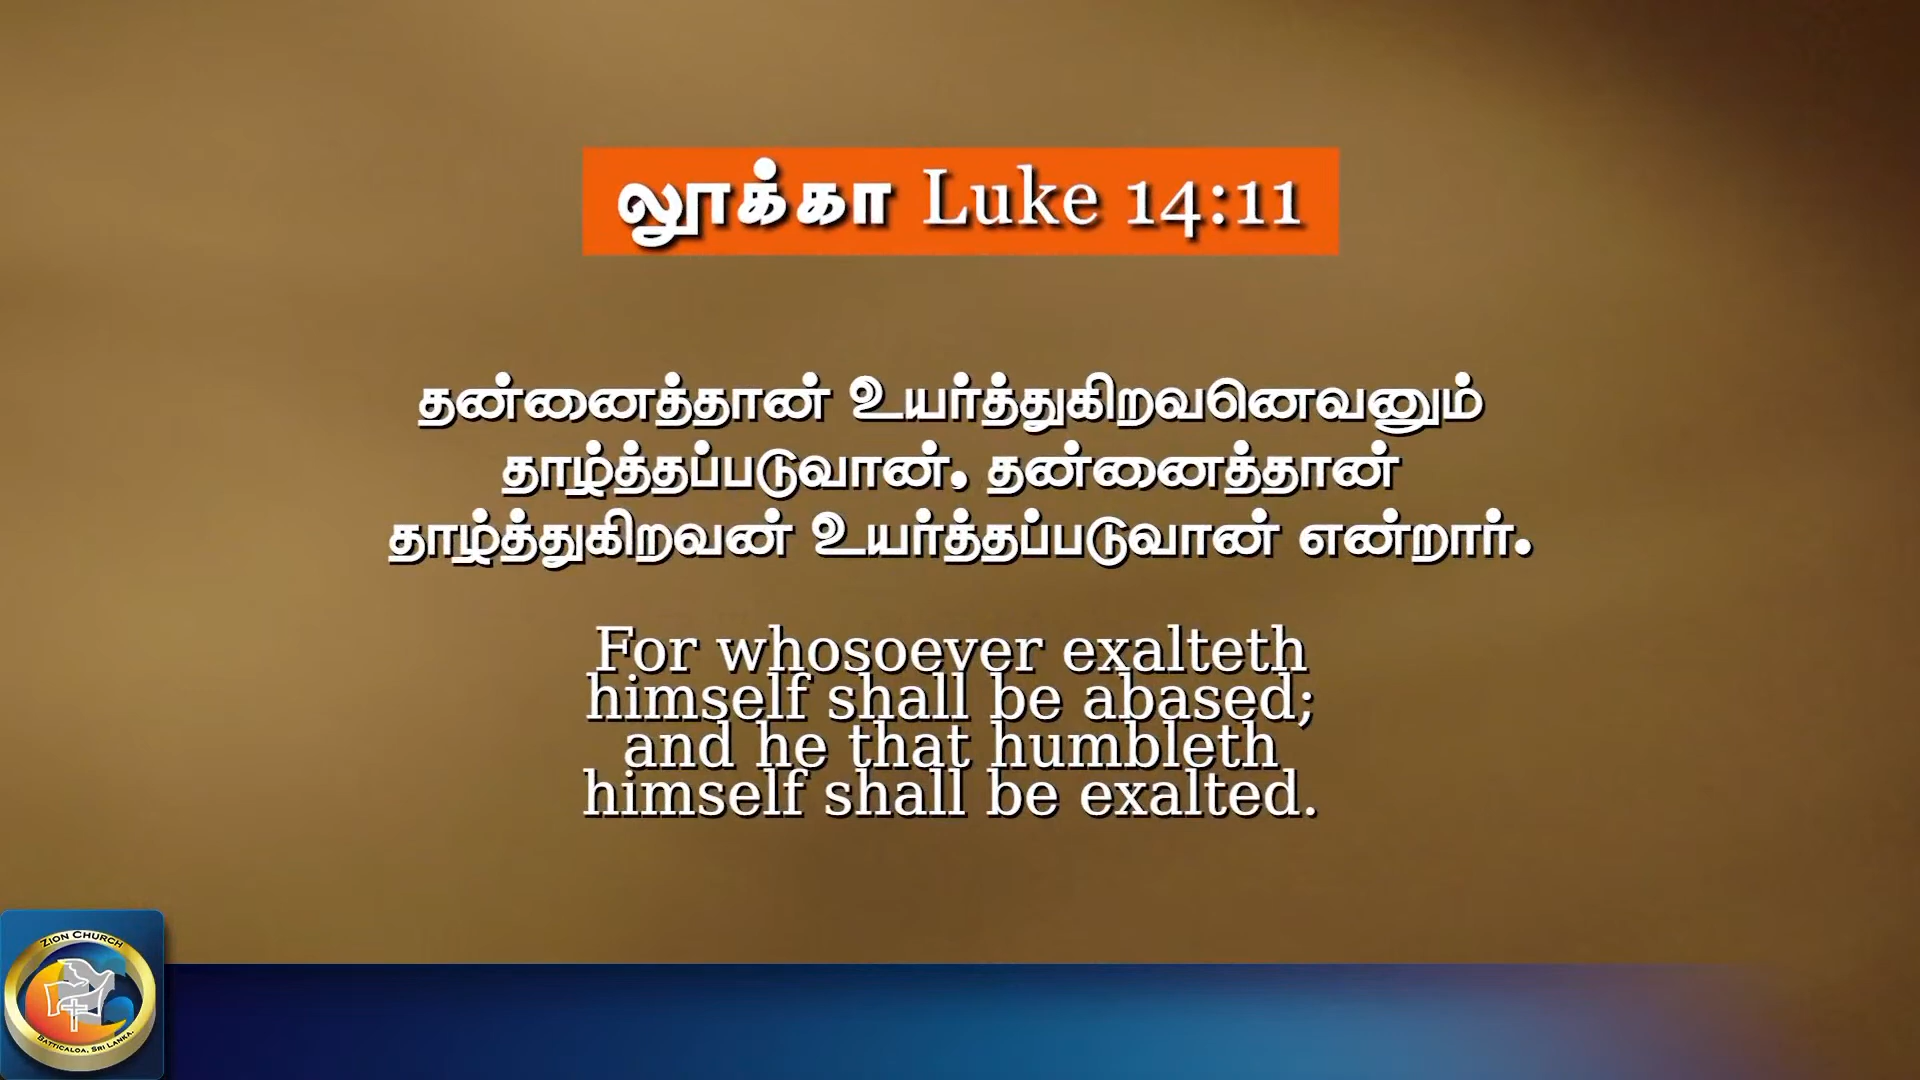 லூக்கா Luke 14:11
தன்னைத்தான் உயர்த்துகிறவனெவனும்
தாழ்த்தப்படுவான், தன்னைத்தான்
தாழ்த்துகிறவன் உயர்த்தப்படுவான் என்றார்.
For whosoever exalteth
himself shall be abased;
and he that humbleth
himself shall be exalted.
ZION CHURCH
BATTICALOA, SRI LANKA.